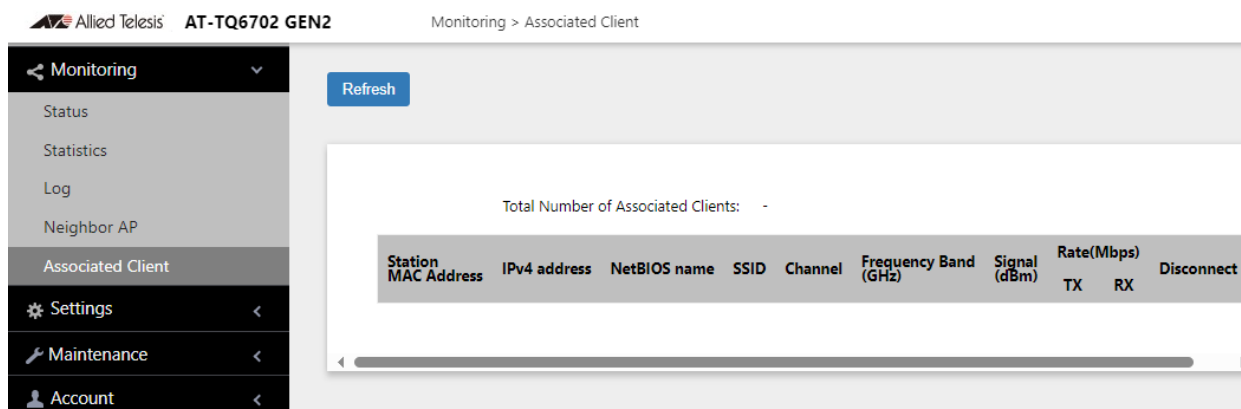 Allied Telesis AT-TQ6702 GEN2 Monitoring > Associated Client
Monitoring
Status
Statistics
Log
Neighbor AP
Associated Client
Settings
Maintenance
Account
Refresh
Total Number of Associated Clients: -
Station MAC Address IPv4 address NetBIOS name SSID Channel Frequency Band (GHz) Signal (dBm) Rate(Mbps) Disconnect
TX RX